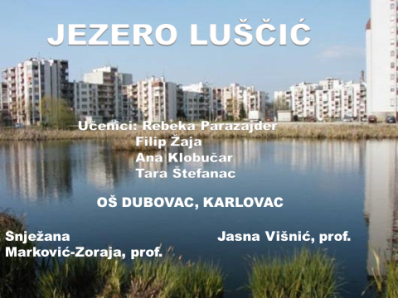 JEZERO LUŠČIĆ
Učenici: Rebeka Parazajder
Filip Žaja
Ana Klobučar
Tara Štefanac
OŠ DUBOVAC, KARLOVAC
Snježana
Marković-Zoraja, prof.
Jasna Višnić, prof.